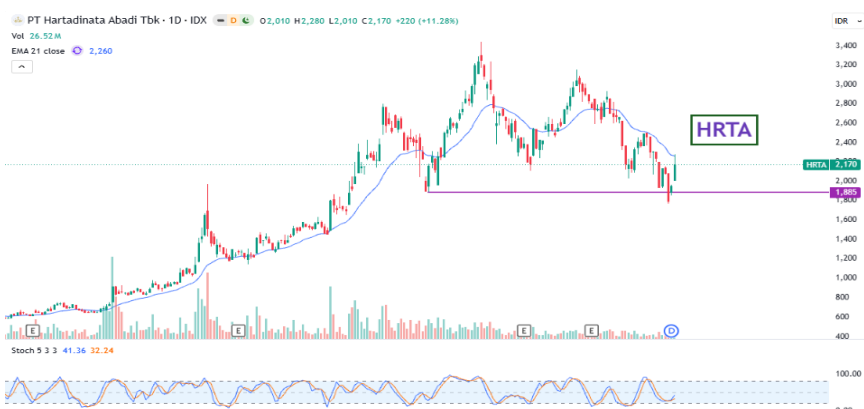 PT Hartadinata Abadi Tbk · 1D · IDX D O2,010 H2,280 L2,010 C2,170 +220 (+11.28%) IDR
Vol 26.52M
EMA 21 close 2,260
3,400
3,200
3,000
2,800
HRTA
2,600
2,400
HRTA 2,170
2,000
1,885
1,800
1,600
1,400
1,200
1,000
800
600
E E E E D
400
Stoch 5 3 3 41.36 32.24
100.00